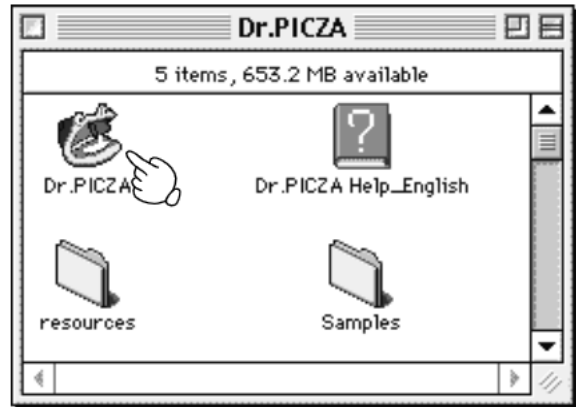 Dr.PICZA
5 items, 653.2 MB available
Dr.PICZA
Dr.PICZA Help_English
resources
Samples